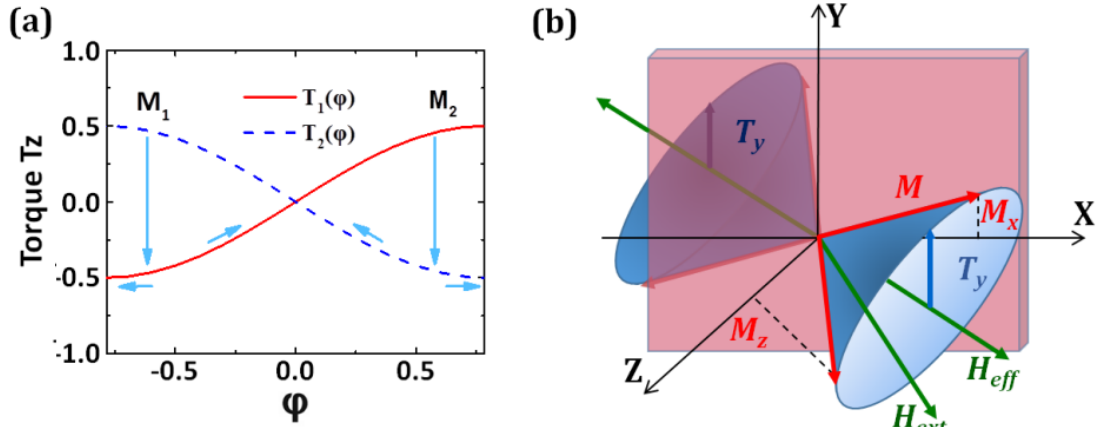 (a)
1.0
0.5
0.0
-0.5
-1.0
Torque Tz
M1
M2
T1(φ)
T2(φ)
-0.5
0.0
0.5
φ
(b)
Y
X
Z
Ty
M
Mx
Ty
Mz
Heff
Hext